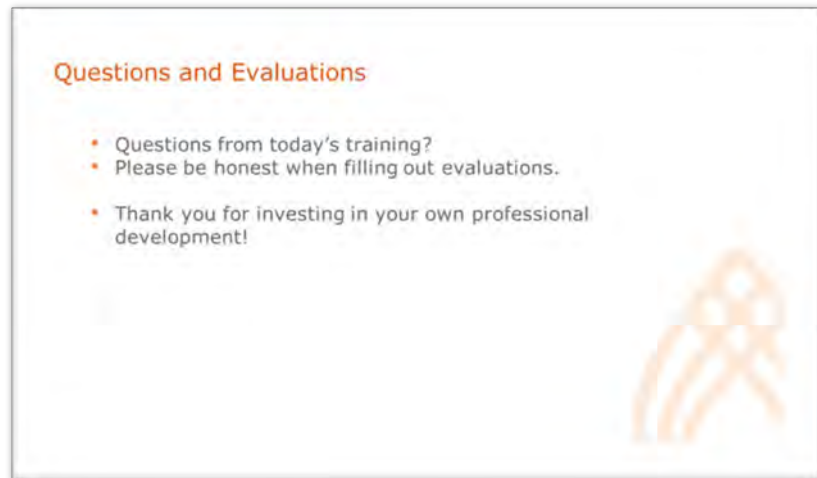 Questions and Evaluations
• Questions from today's training?
• Please be honest when filling out evaluations.
• Thank you for investing in your own professional
development!